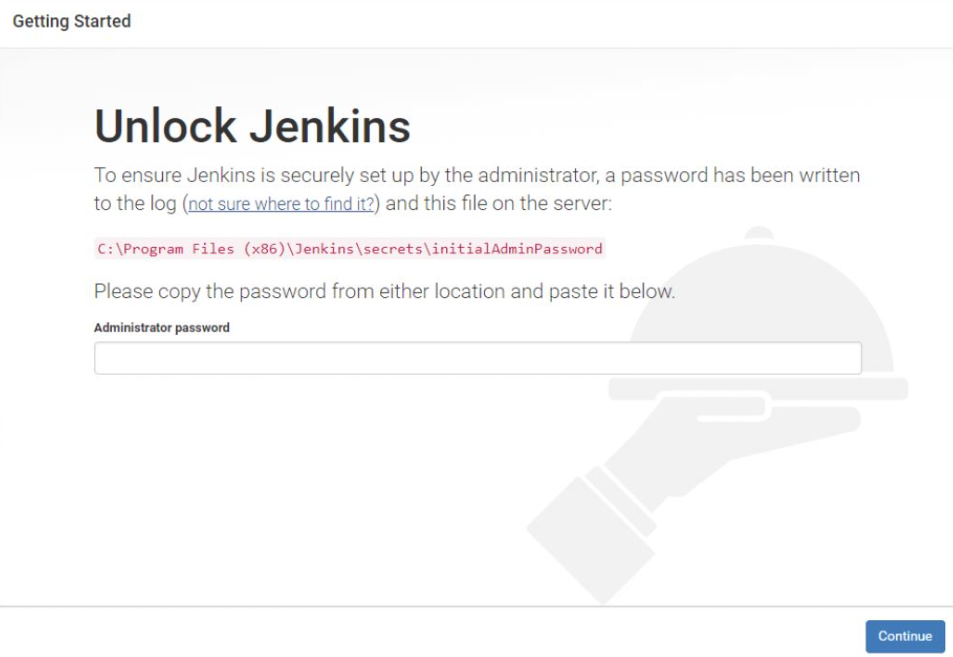 Getting Started
Unlock Jenkins
To ensure Jenkins is securely set up by the administrator, a password has been written
to the log (not sure where to find it?) and this file on the server:
C:\Program Files (x86)\Jenkins\secrets\initialAdminPassword
Please copy the password from either location and paste it below.
Administrator password
Continue